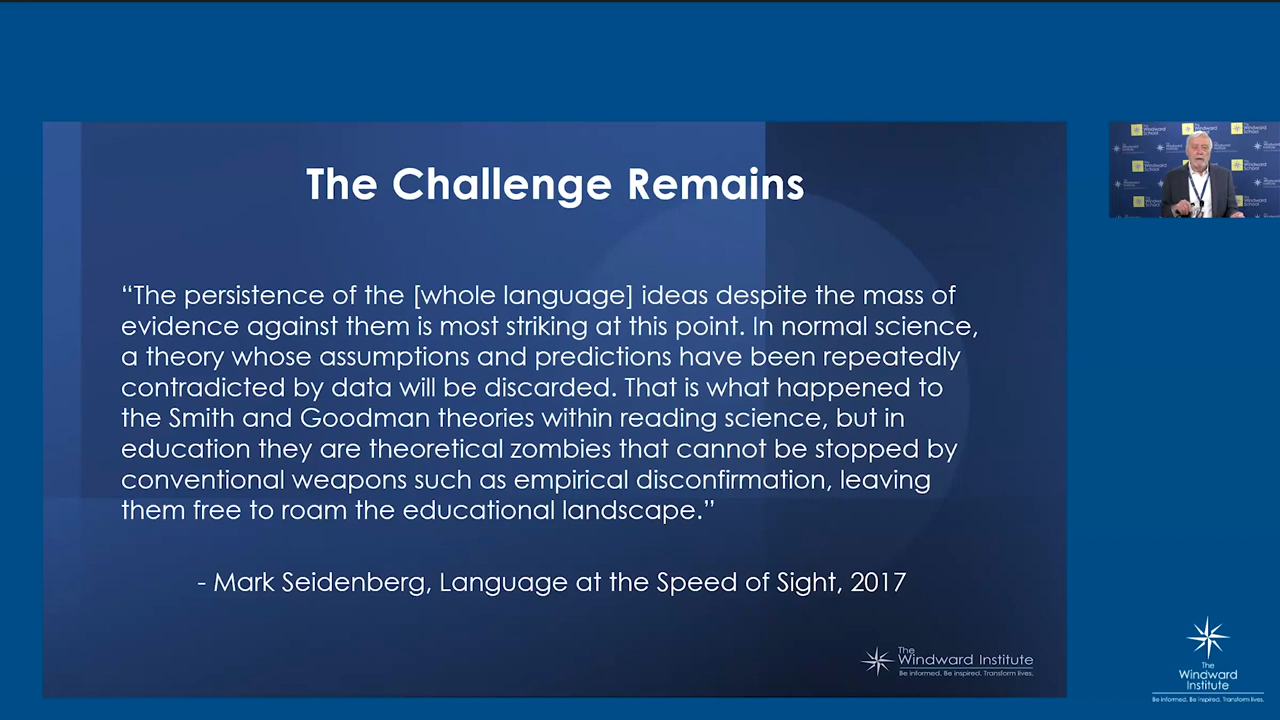 The Challenge Remains
“The persistence of the [whole language] ideas despite the mass of
evidence against them is most striking at this point. In normal science,
a theory whose assumptions and predictions have been repeatedly
contradicted by data will be discarded. That is what happened to
the Smith and Goodman theories within reading science, but in
education they are theoretical zombies that cannot be stopped by
conventional weapons such as empirical disconfirmation, leaving
them free to roam the educational landscape.”
- Mark Seidenberg, Language at the Speed of Sight, 2017
The
Windward Institute
Be informed. Be inspired. Transform lives.
The
Windward
Institute
Be informed. Be inspired. Transform lives.